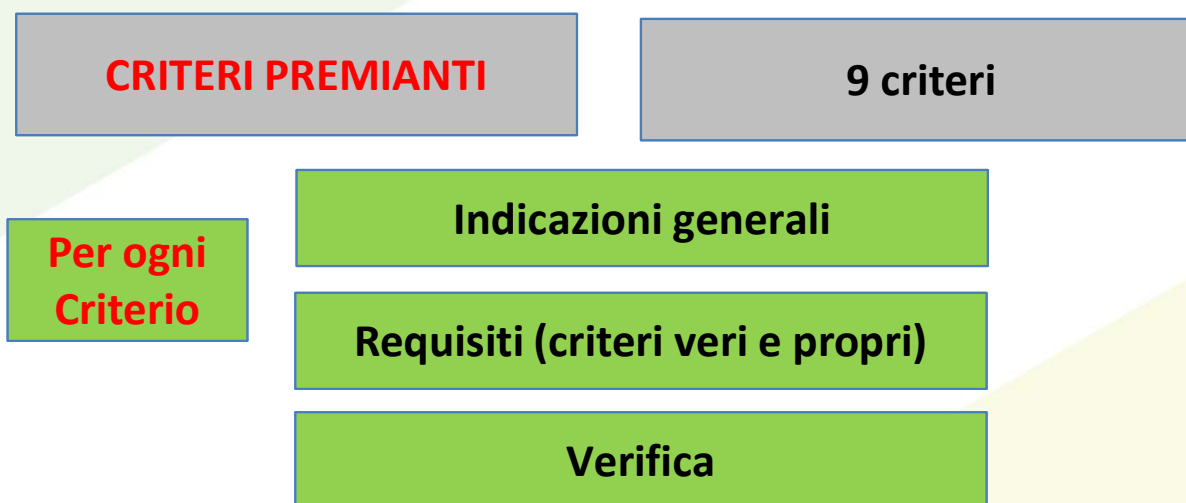 CRITERI PREMIANTI
9 criteri
Per ogni
Criterio
Indicazioni generali
Requisiti (criteri veri e propri)
Verifica